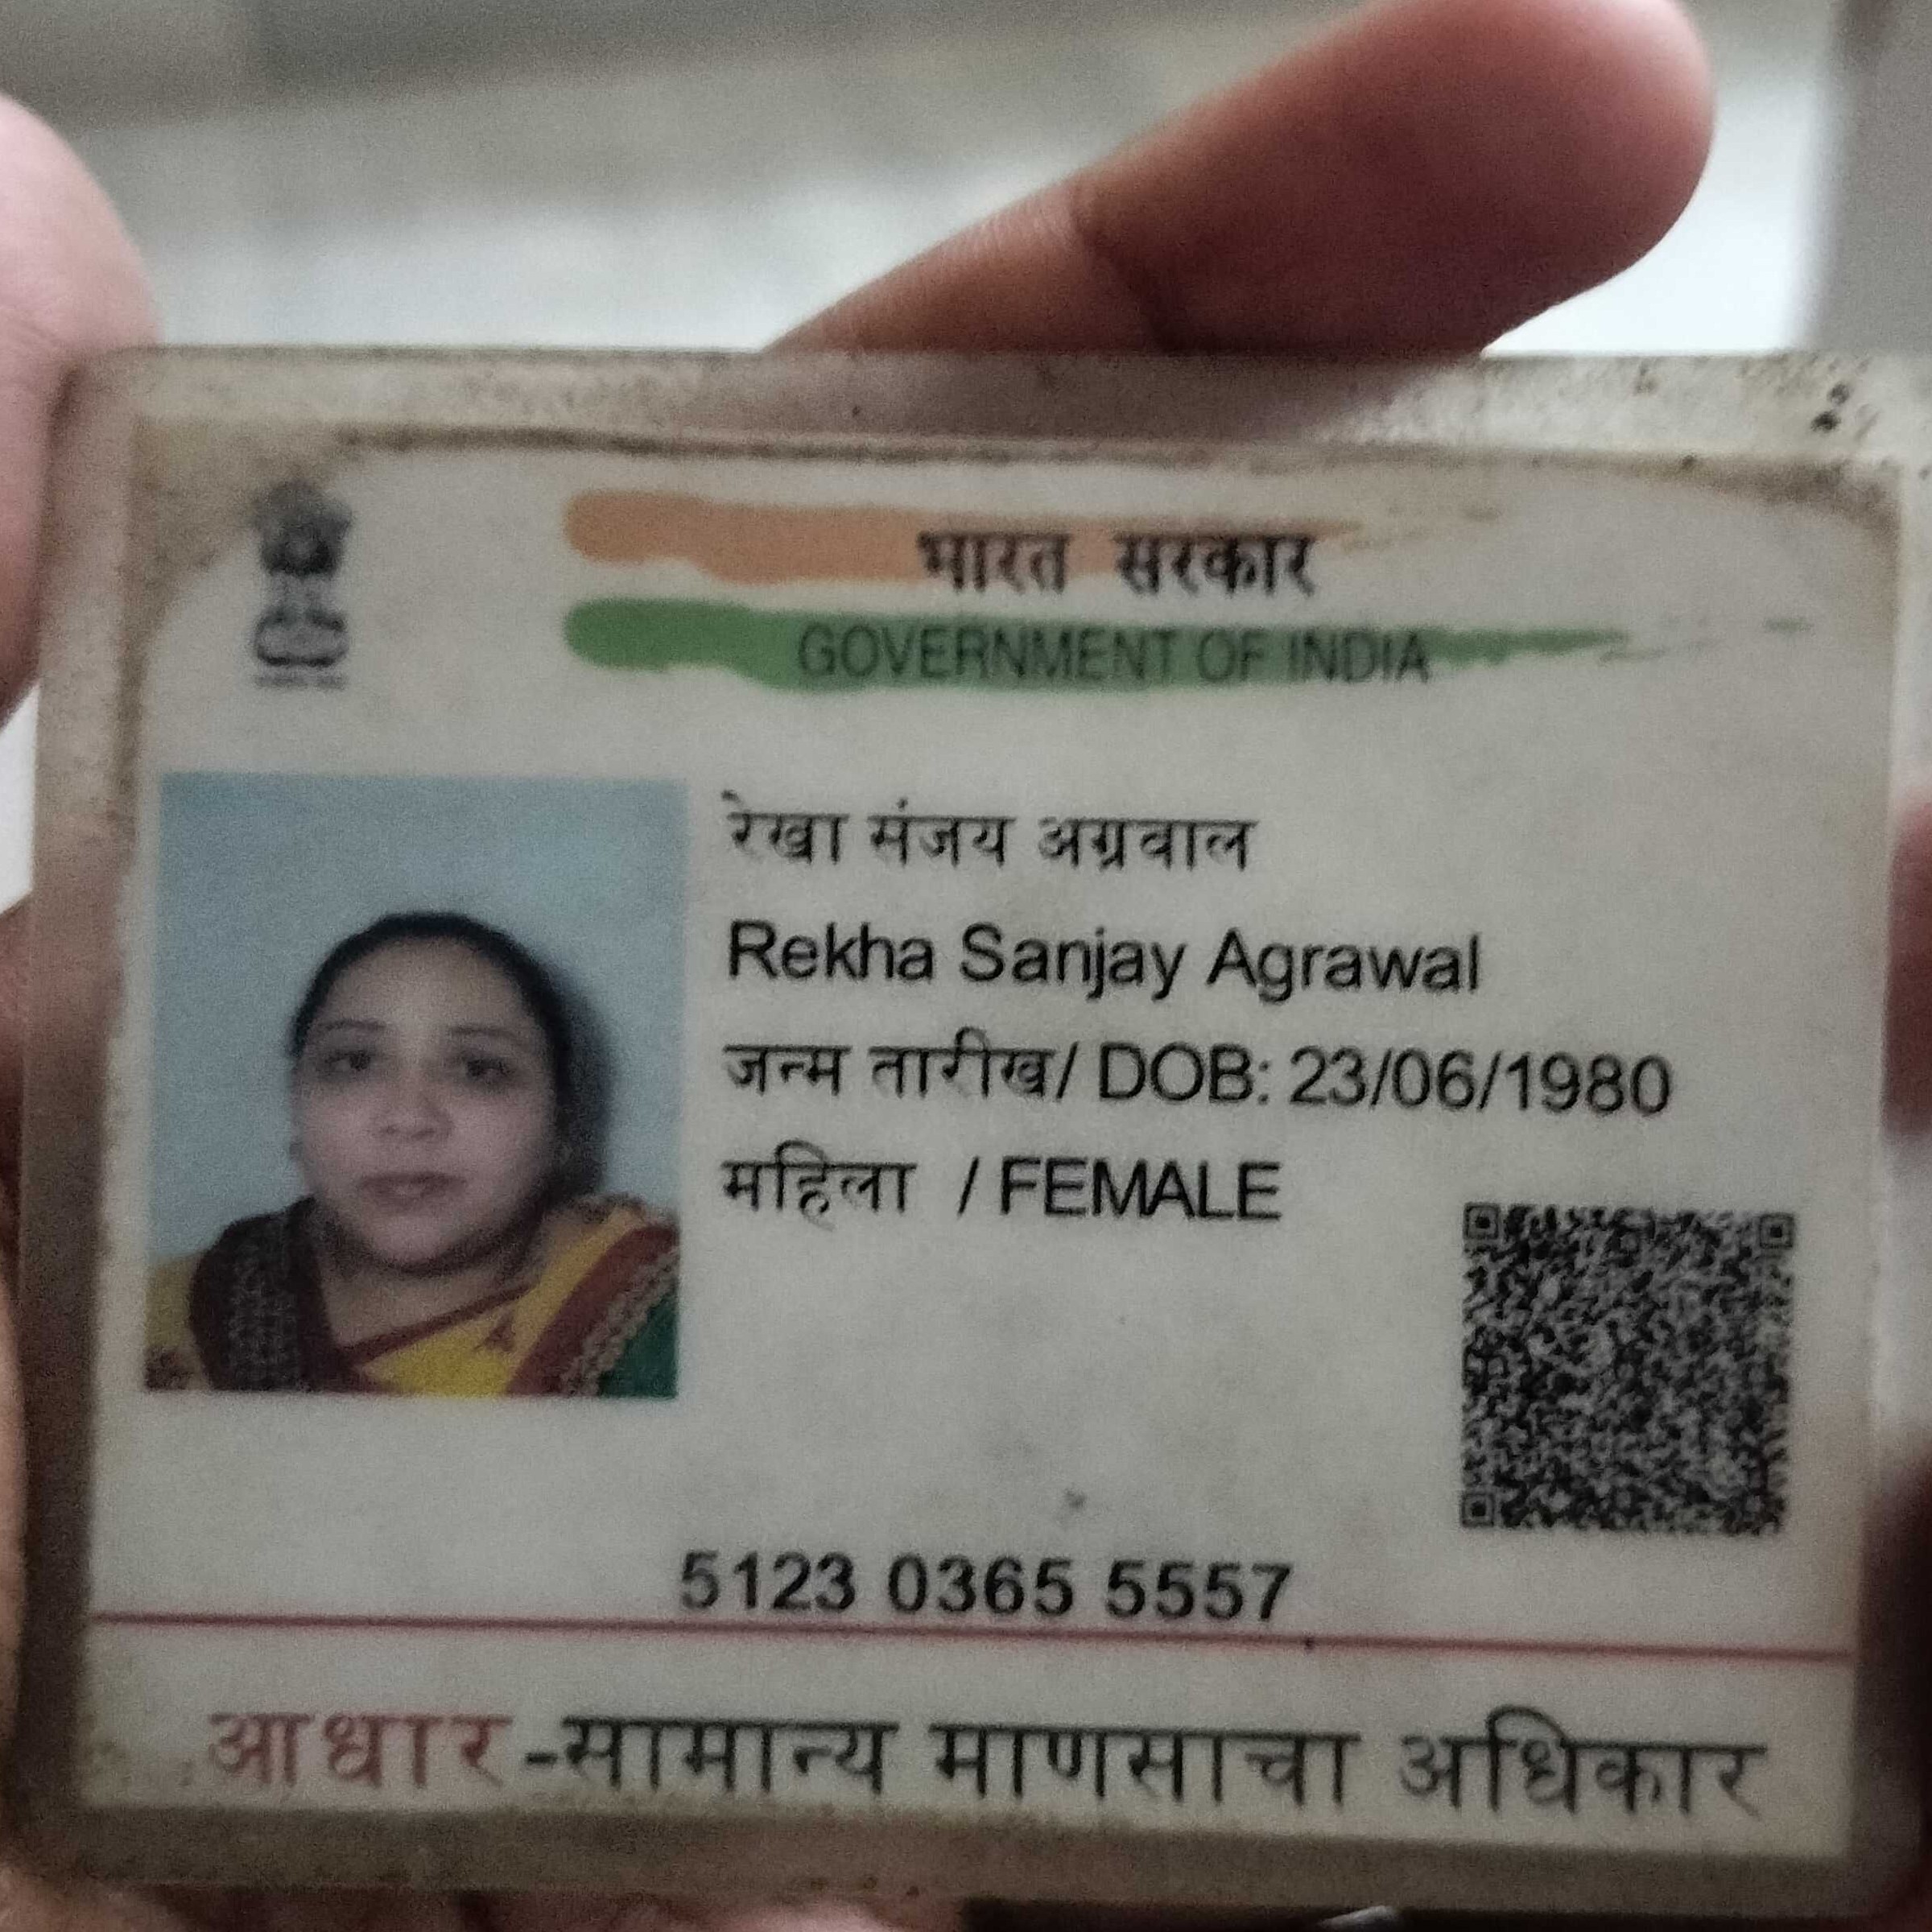 भारत सरकार
GOVERNMENT OF INDIA
रेखा संजय अग्रवाल
Rekha Sanjay Agrawal
जन्म तारीख/ DOB: 23/06/1980
महिला / FEMALE
5123 0365 5557
आधार-सामान्य माणसाचा अधिकार